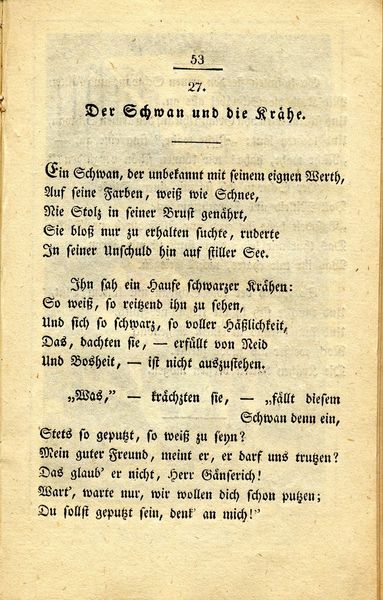 53
27.
Der Schwan und die Krähe.
Ein Schwan, der unbekannt mit seinem eignen Werth,
Auf seine Farben, weiß wie Schnee,
Nie Stolz in seiner Brust genährt,
Sie bloß nur zu erhalten suchte, ruderte
In seiner Unschuld hin auf stiller See.
Ihn sah ein Haufe schwarzer Krähen:
So weiß, so reitzend ihn zu sehen,
Und sich so schwarz, so voller Häßlichkeit,
Das, dachten sie, — erfüllt von Neid
Und Bosheit, — ist nicht auszustehen.
„Was,” — krächzten sie, — „fällt diesem
Schwan denn ein,
Stets so geputzt, so weiß zu seyn?
Mein guter Freund, meint er, er darf uns trutzen?
Das glaub' er nicht, Herr Gänserich!
Wart', warte nur, wir wollen dich schon putzen;
Du sollst geputzt sein, denk' an mich!”